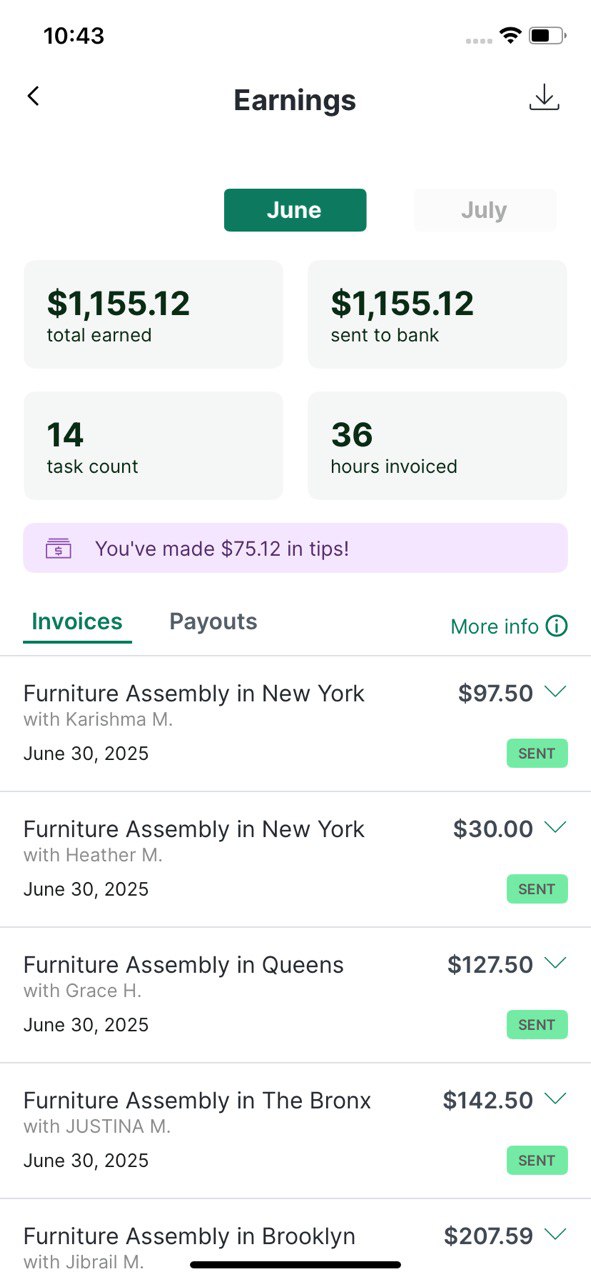 10:43
Earnings
June
July
$1,155.12
total earned
$1,155.12
sent to bank
14
task count
36
hours invoiced
$
You've made $75.12 in tips!
Invoices
Payouts
More info
Furniture Assembly in New York
$97.50
with Karishma M.
June 30, 2025
SENT
Furniture Assembly in New York
$30.00
with Heather M.
June 30, 2025
SENT
Furniture Assembly in Queens
$127.50
with Grace H.
June 30, 2025
SENT
Furniture Assembly in The Bronx
$142.50
with JUSTINA M.
June 30, 2025
SENT
Furniture Assembly in Brooklyn
$207.59
with Jibrail M.